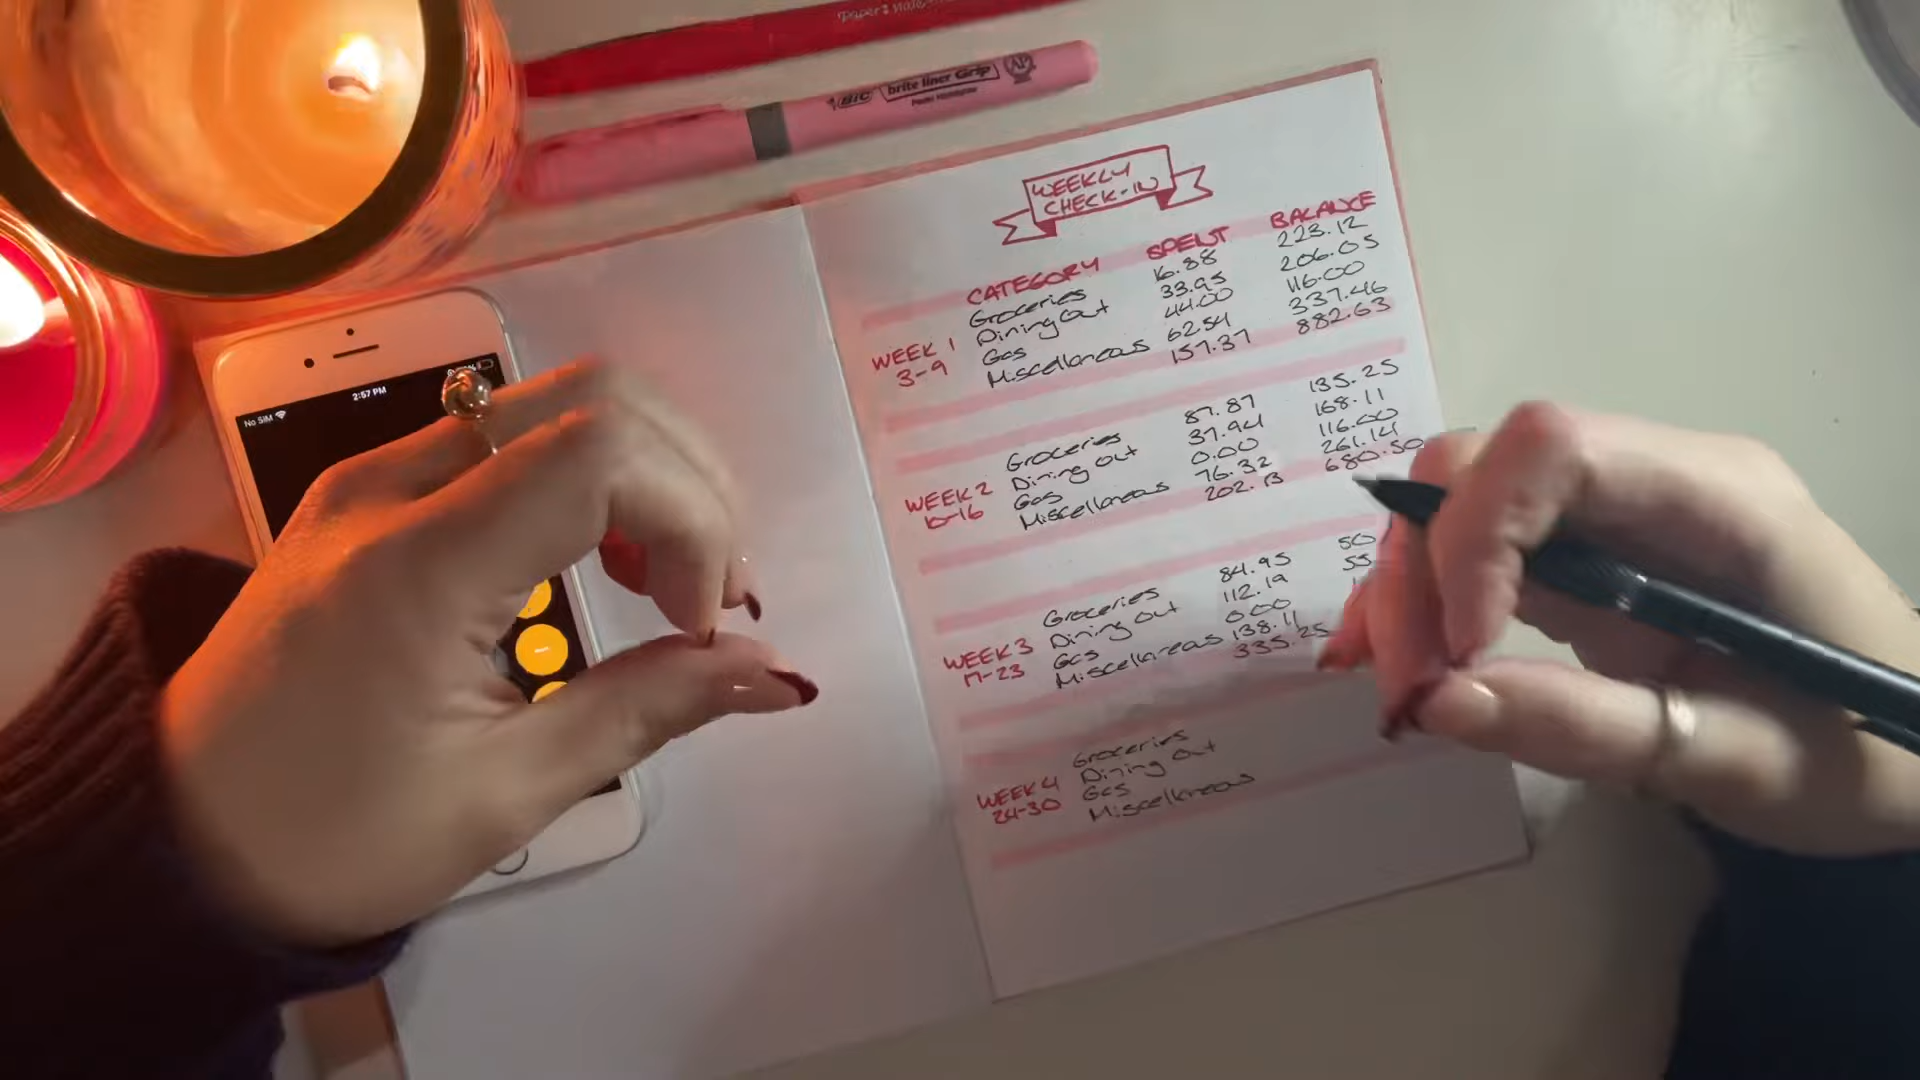 BIC brite liner Grip AP
No SIM 2:57 PM
WEEKLY
CHECK-IN
CATEGORY SPENT BALANCE
Groceries 16.88 223.12
Dining Out 33.95 206.05
WEEK 1 Gas 44.00 116.00
3-9 Miscellaneous 62.54 337.46
157.37 882.63
Groceries 87.87 135.25
Dining Out 37.94 168.11
WEEK 2 Gas 0.00 116.00
10-16 Miscellaneous 76.32 261.14
202.13 680.50
Groceries 84.95 50
Dining Out 112.19 55
WEEK 3 Gas 0.00
17-23 Miscellaneous 138.11
335.25
Groceries
Dining Out
WEEK 4 Gas
24-30 Miscellaneous